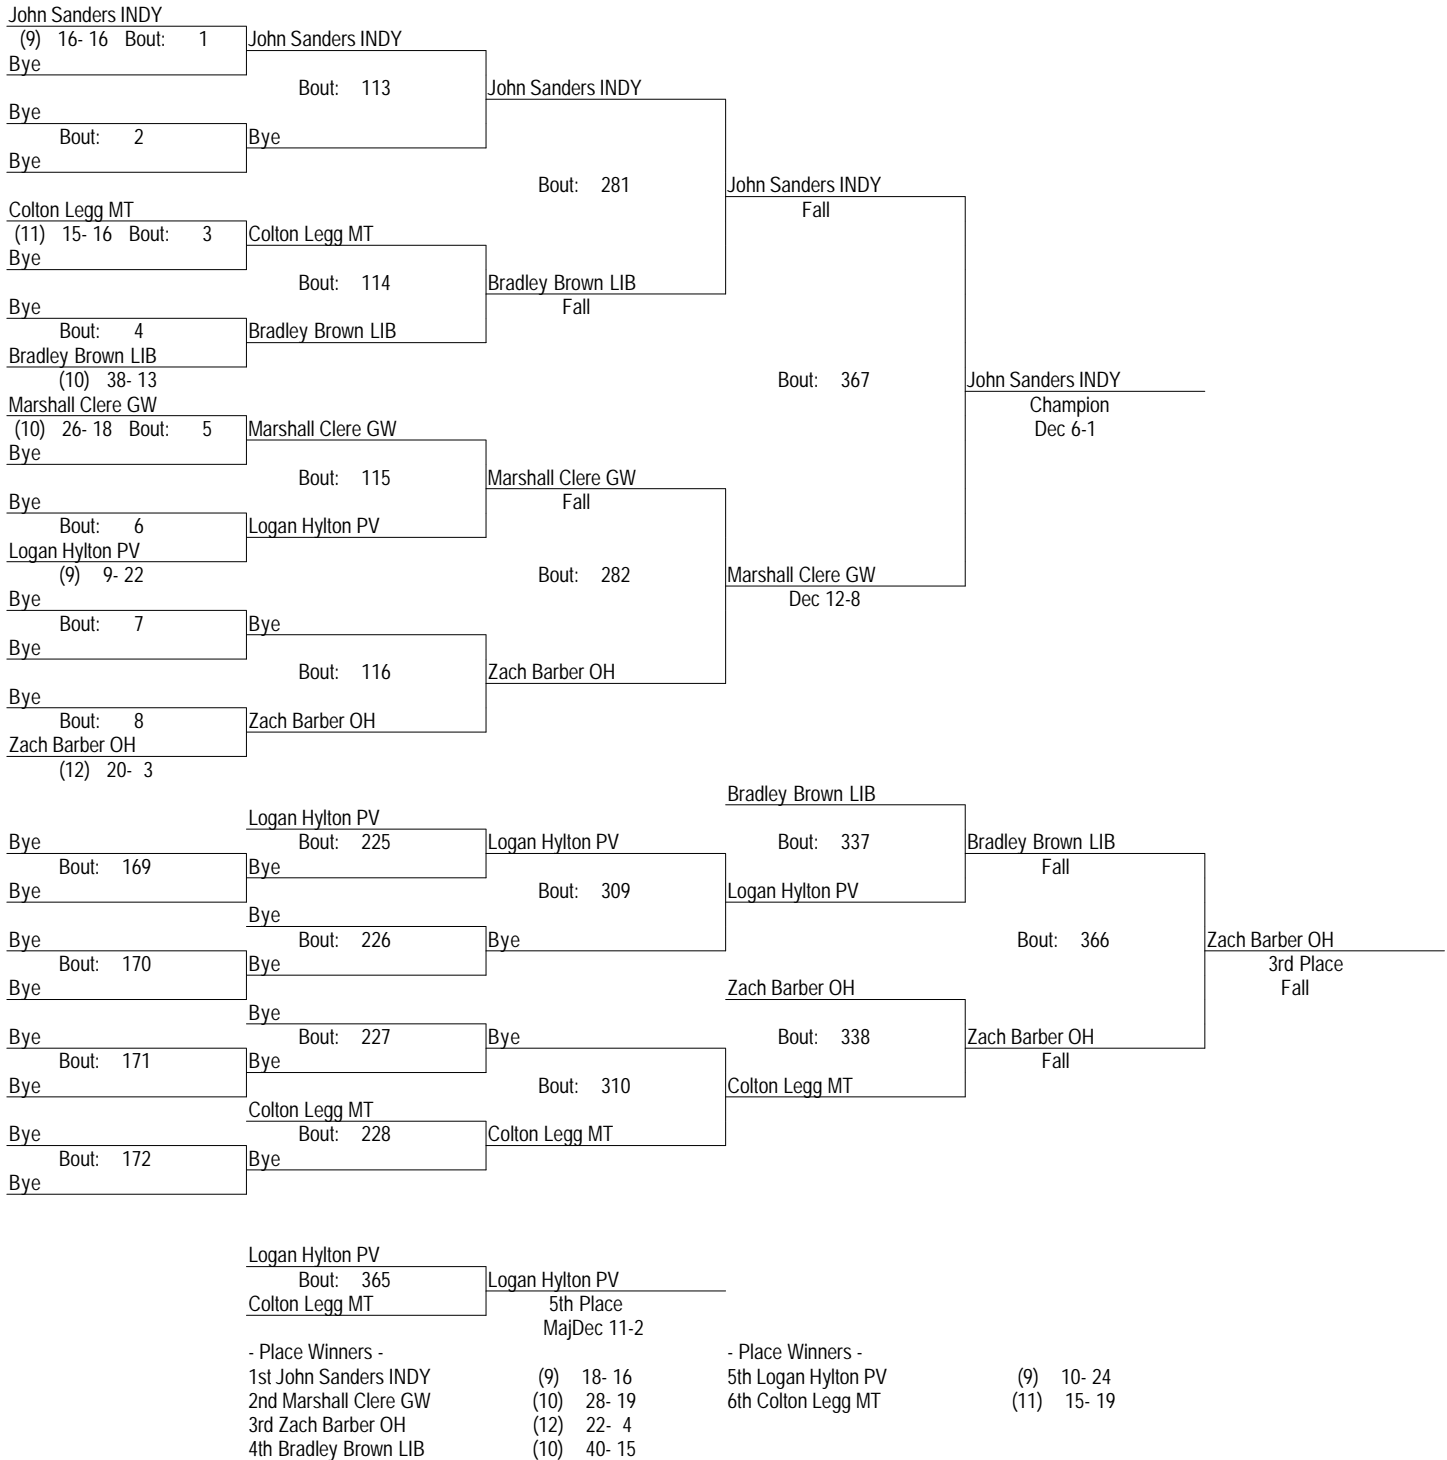 John Sanders INDY
(9) 16- 16 Bout: 1 John Sanders INDY
Bye
Bout: 113 John Sanders INDY
Bye
Bout: 2 Bye
Bye
Bout: 281 John Sanders INDY
Fall
Colton Legg MT
(11) 15- 16 Bout: 3 Colton Legg MT
Bye
Bout: 114 Bradley Brown LIB
Bye Fall
Bout: 4 Bradley Brown LIB
Bradley Brown LIB
(10) 38- 13 Bout: 367 John Sanders INDY
Marshall Clere GW Champion
(10) 26- 18 Bout: 5 Marshall Clere GW Dec 6-1
Bye
Bout: 115 Marshall Clere GW
Bye Fall
Bout: 6 Logan Hylton PV
Logan Hylton PV
(9) 9- 22 Bout: 282 Marshall Clere GW
Bye Dec 12-8
Bout: 7 Bye
Bye
Bout: 116 Zach Barber OH
Bye
Bout: 8 Zach Barber OH
Zach Barber OH
(12) 20- 3
Bradley Brown LIB
Logan Hylton PV
Bye Bout: 225 Logan Hylton PV Bout: 337 Bradley Brown LIB
Bout: 169 Bye Fall
Bye Bout: 309 Logan Hylton PV
Bye
Bye Bout: 226 Bye Bout: 366 Zach Barber OH
Bout: 170 Bye 3rd Place
Bye Zach Barber OH Fall
Bye
Bye Bout: 227 Bye Bout: 338 Zach Barber OH
Bout: 171 Bye Fall
Bye Bout: 310 Colton Legg MT
Colton Legg MT
Bye Bout: 228 Colton Legg MT
Bout: 172 Bye
Bye
Logan Hylton PV
Bout: 365 Logan Hylton PV
Colton Legg MT 5th Place
MajDec 11-2
- Place Winners - - Place Winners -
1st John Sanders INDY (9) 18- 16 5th Logan Hylton PV (9) 10- 24
2nd Marshall Clere GW (10) 28- 19 6th Colton Legg MT (11) 15- 19
3rd Zach Barber OH (12) 22- 4
4th Bradley Brown LIB (10) 40- 15